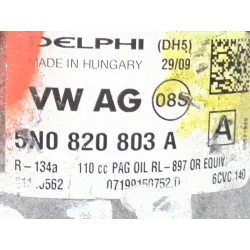 DELPHI (DH5)
MADE IN HUNGARY 29/09
VW AG 08S
5N0 820 803 A A
R-134a 110 cc PAG OIL RL-897 OR EQUIV.
07199150752 D 6CVC 140